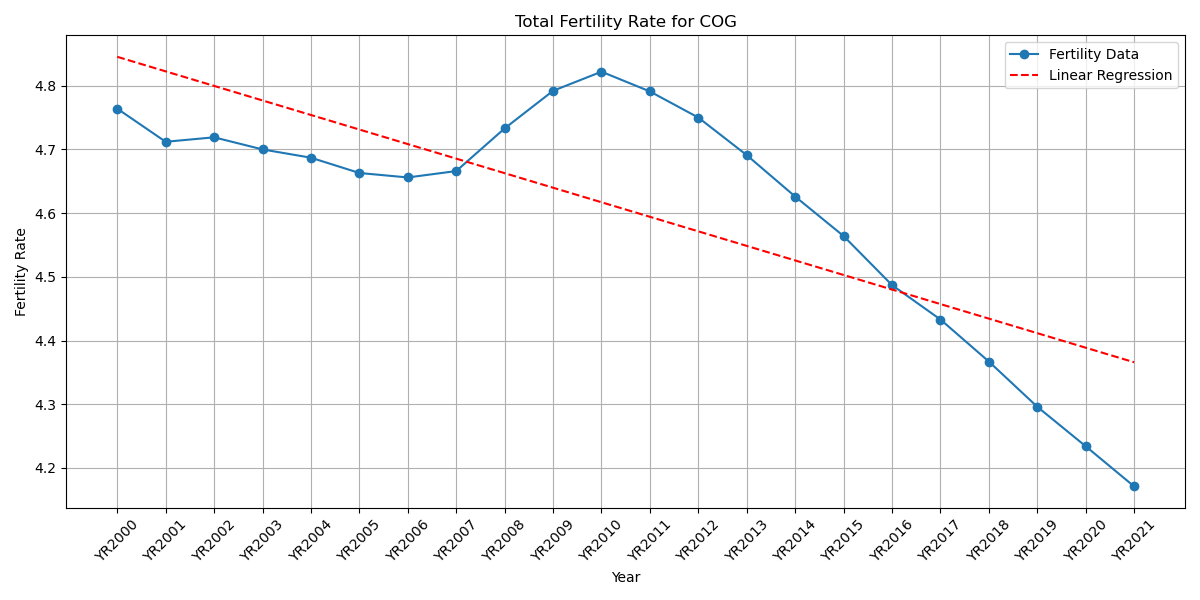 Total Fertility Rate for COG
Fertility Data
Linear Regression
Fertility Rate
4.8
4.7
4.6
4.5
4.4
4.3
4.2
YR2000
YR2001
YR2002
YR2003
YR2004
YR2005
YR2006
YR2007
YR2008
YR2009
YR2010
YR2011
YR2012
YR2013
YR2014
YR2015
YR2016
YR2017
YR2018
YR2019
YR2020
YR2021
Year